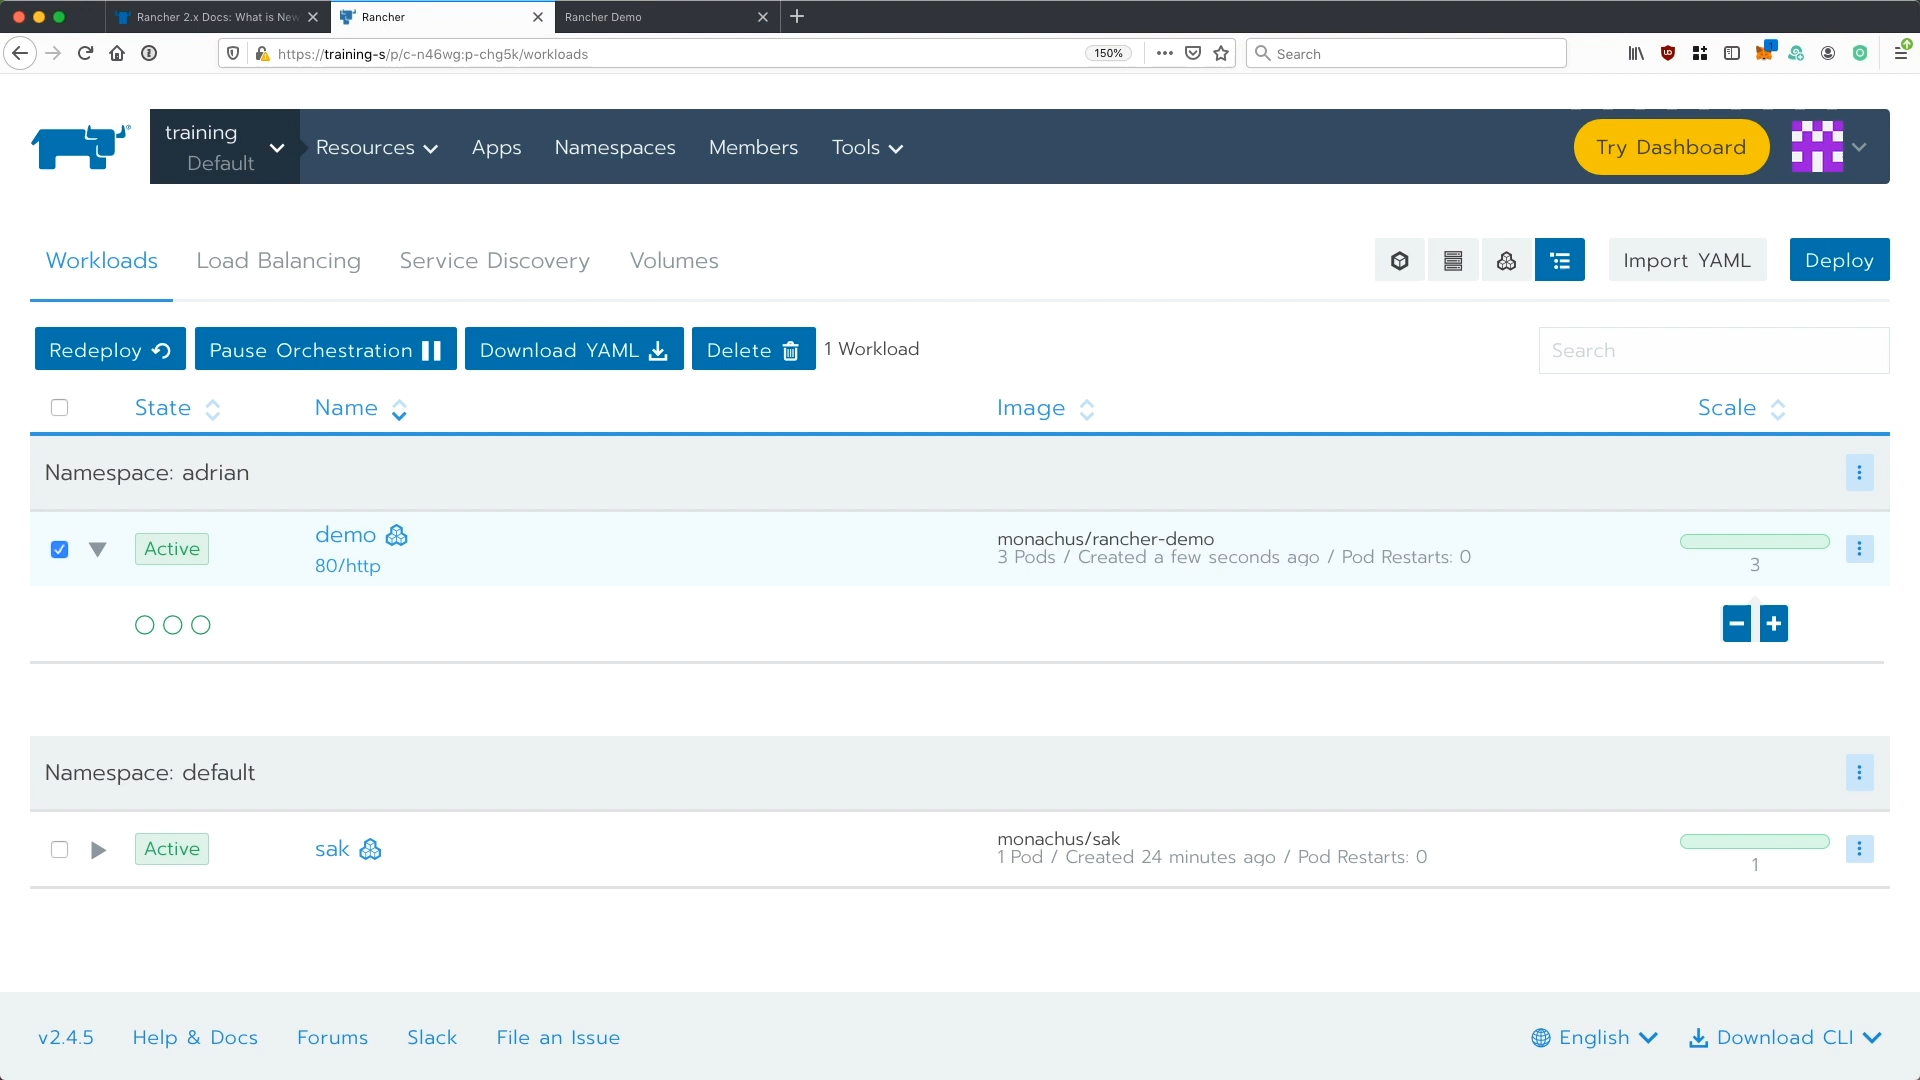 Rancher 2.x Docs: What is New
Rancher
Rancher Demo
https://training-s/p/c-n46wg:p-chg5k/workloads
150%
Search
training
Default
Resources
Apps
Namespaces
Members
Tools
Try Dashboard
Workloads
Load Balancing
Service Discovery
Volumes
Import YAML
Deploy
Redeploy
Pause Orchestration
Download YAML
Delete
1 Workload
Search
State
Name
Image
Scale
Namespace: adrian
Active
demo
80/http
monachus/rancher-demo
3 Pods / Created a few seconds ago / Pod Restarts: 0
3
Namespace: default
Active
sak
monachus/sak
1 Pod / Created 24 minutes ago / Pod Restarts: 0
1
v2.4.5
Help & Docs
Forums
Slack
File an Issue
English
Download CLI